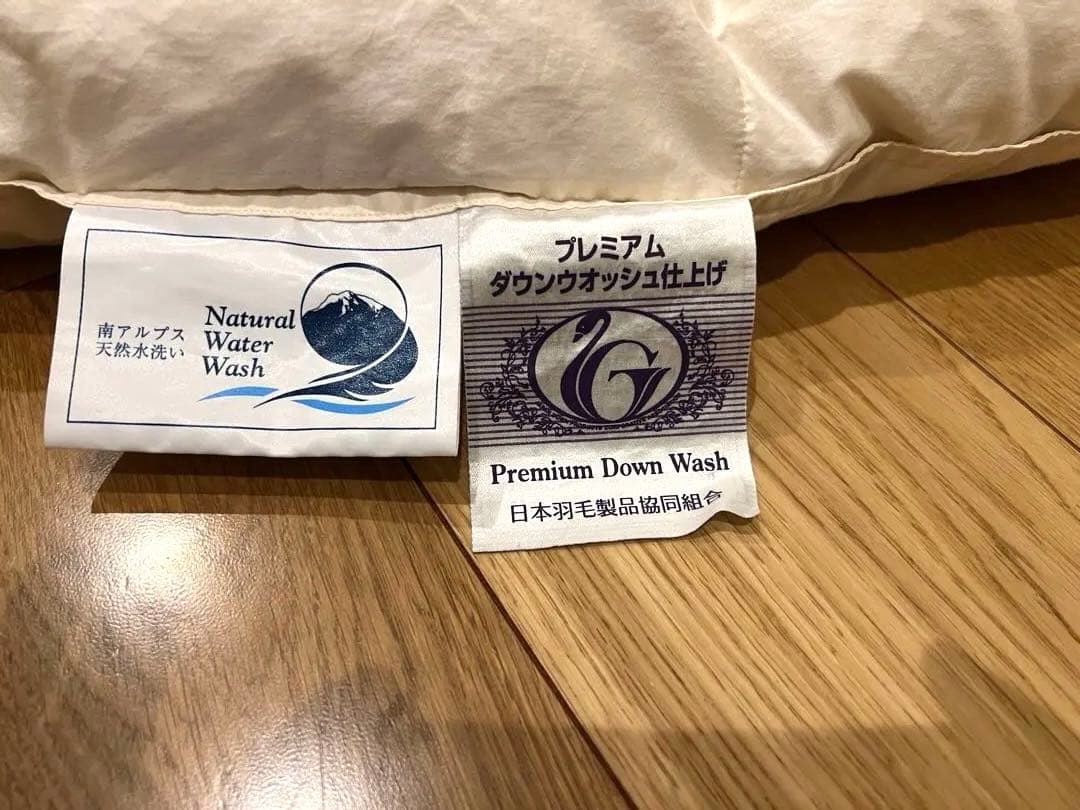 南アルプス
天然水洗い
Natural
Water
Wash
プレミアム
ダウンウオッシュ仕上げ
G
Premium Down Wash
日本羽毛製品協同組合